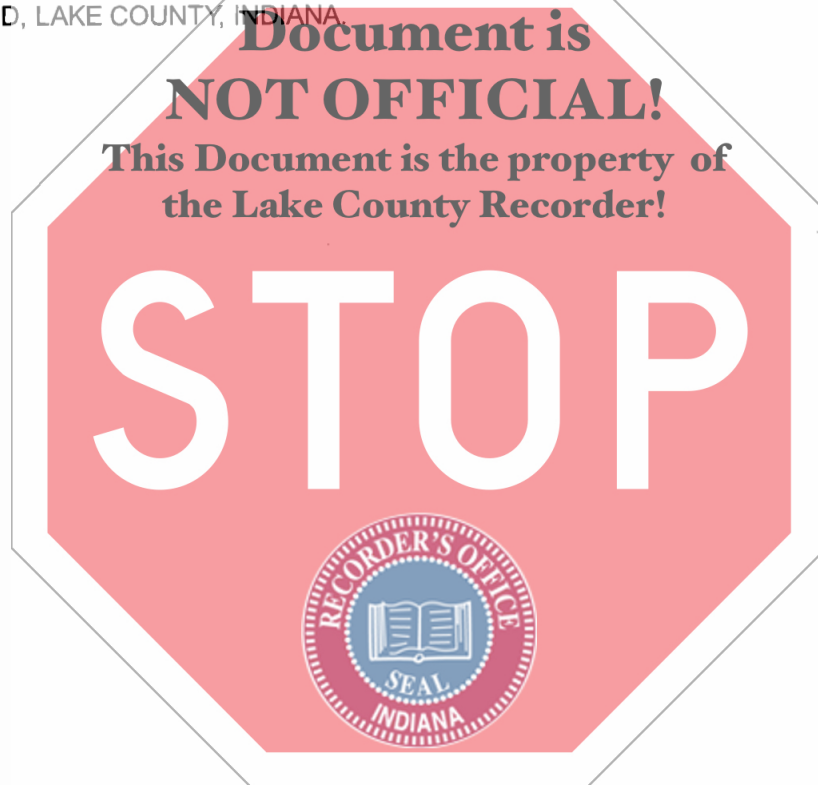 D, LAKE COUNTY, INDIANA.
Document is
NOT OFFICIAL!
This Document is the property of
the Lake County Recorder!
STOP
RECORDER'S OFFICE
SEAL
INDIANA